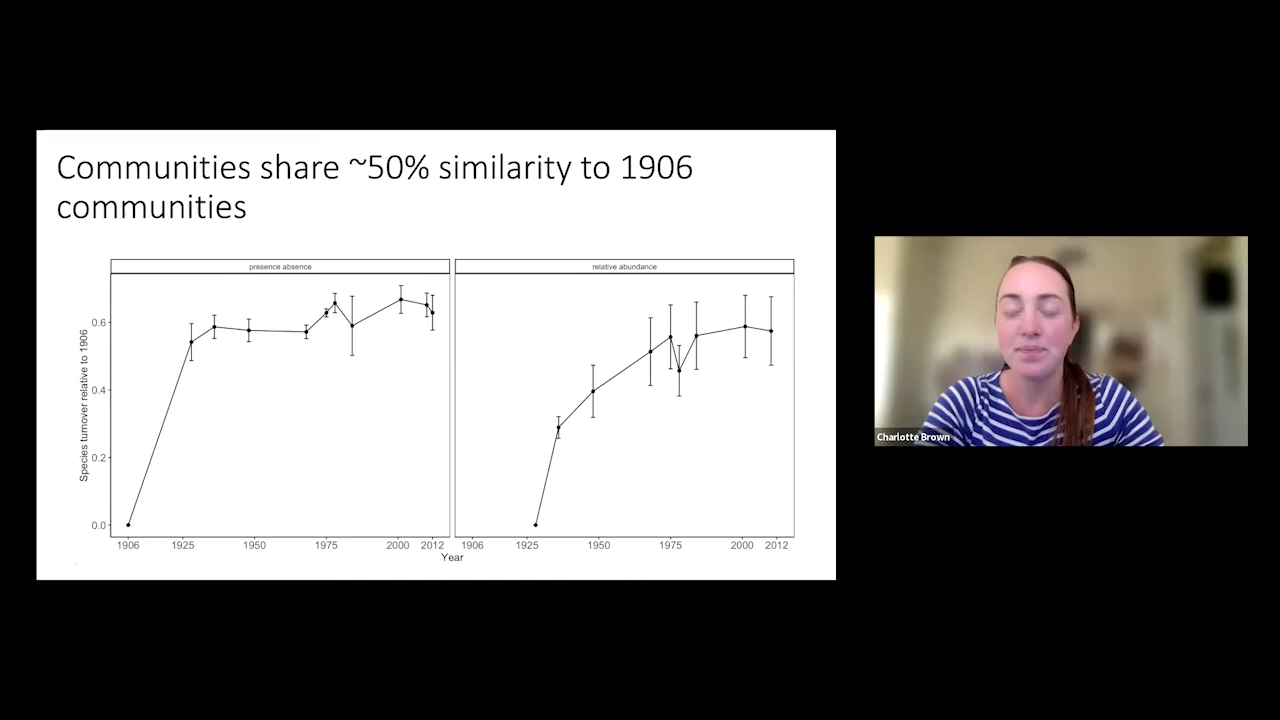 Communities share ~50% similarity to 1906
communities
presence absence
relative abundance
Species turnover relative to 1906
0.6
0.4
0.2
0.0
1906 1925 1950 1975 2000 2012
1906 1925 1950 1975 2000 2012
Year
Charlotte Brown